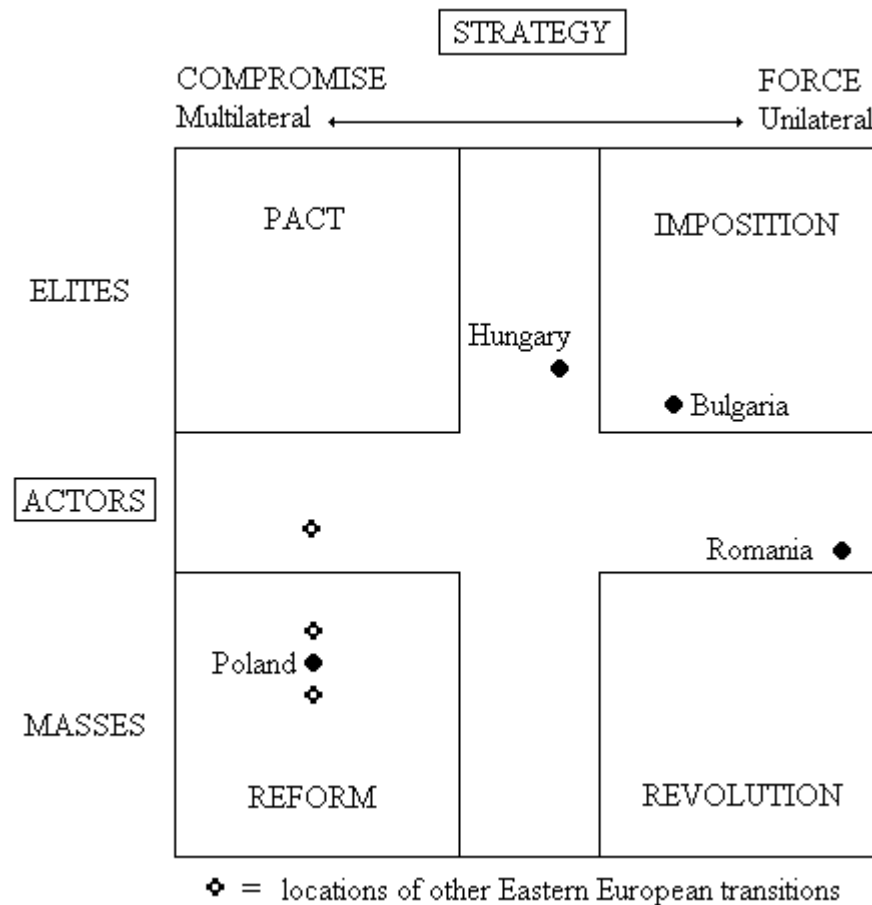 STRATEGY
COMPROMISE FORCE
Multilateral Unilateral
PACT IMPOSITION
ELITES
Hungary
Bulgaria
ACTORS
Romania
Poland
MASSES
REFORM REVOLUTION
= locations of other Eastern European transitions